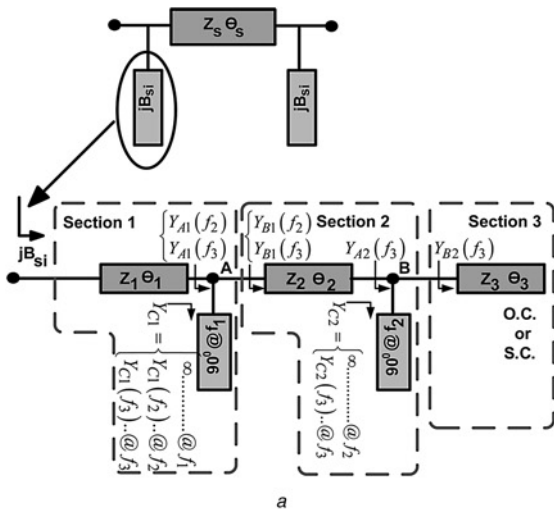 Z_S θ_S
jB_si
jB_si
jB_si
Section 1
Y_A1(f_2)
Y_A1(f_3)
Y_B1(f_2)
Y_B1(f_3)
Section 2
Y_A2(f_3)
Section 3
Y_B2(f_3)
Z_1 θ_1
A
Z_2 θ_2
B
Z_3 θ_3
O.C.
or
S.C.
90^0@f_1
Y_C1 =
∞ ........@ f_1
Y_C1(f_2)..@ f_2
Y_C1(f_3)..@ f_3
90^0@f_2
Y_C2 =
∞ ........@ f_2
Y_C2(f_3)..@ f_3
a